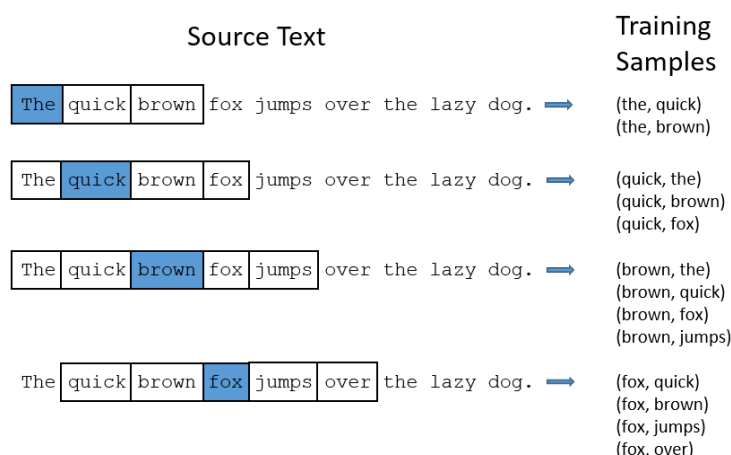 Source Text
Training
Samples
The quick brown fox jumps over the lazy dog.
(the, quick)
(the, brown)
The quick brown fox jumps over the lazy dog.
(quick, the)
(quick, brown)
(quick, fox)
The quick brown fox jumps over the lazy dog.
(brown, the)
(brown, quick)
(brown, fox)
(brown, jumps)
The quick brown fox jumps over the lazy dog.
(fox, quick)
(fox, brown)
(fox, jumps)
(fox, over)